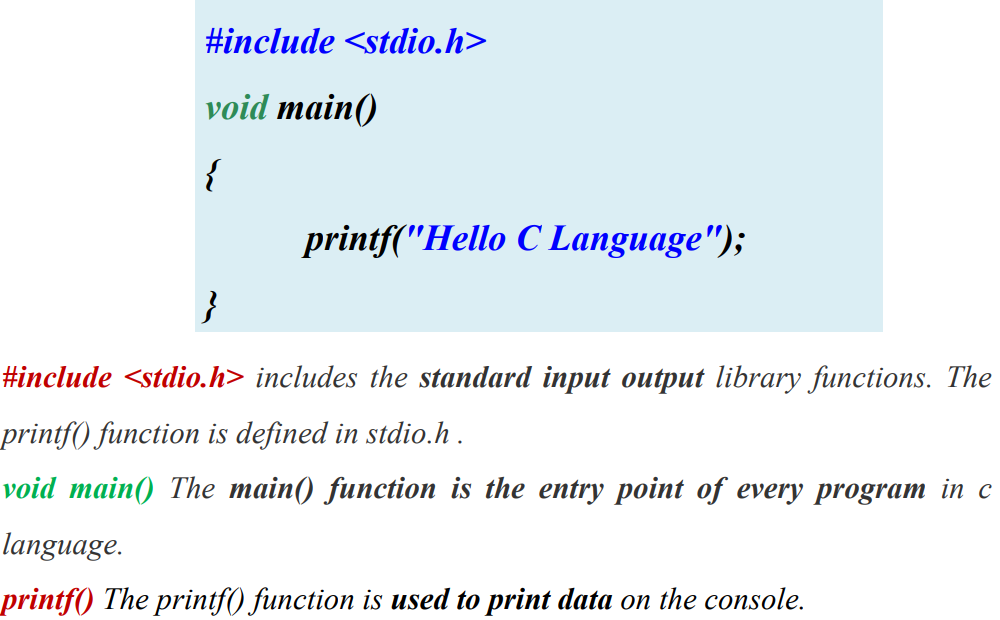 #include <stdio.h>
void main()
{
printf("Hello C Language");
}
#include <stdio.h> includes the standard input output library functions. The
printf() function is defined in stdio.h .
void main() The main() function is the entry point of every program in c
language.
printf() The printf() function is used to print data on the console.